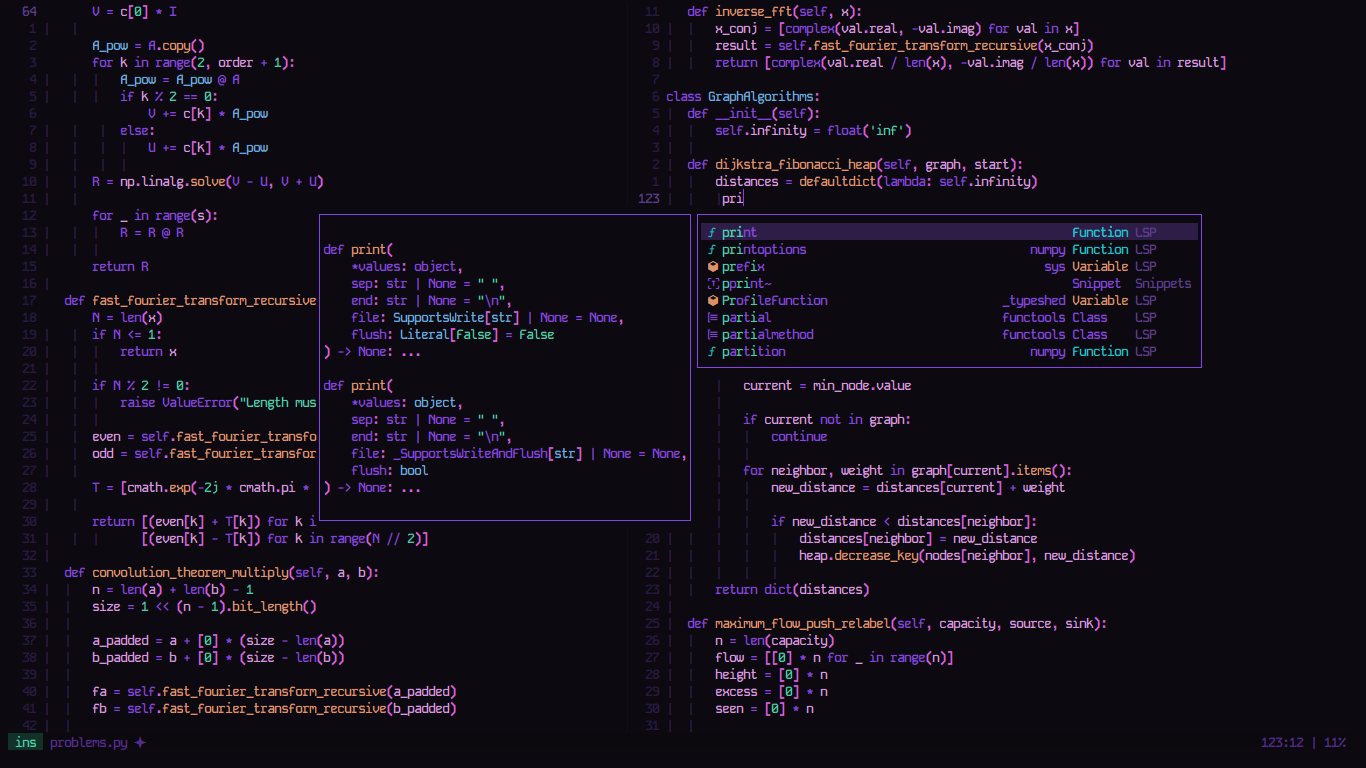 64 V = c[0] * I
1
2 A_pow = A.copy()
3 for k in range(2, order + 1):
4 A_pow = A_pow @ A
5 if k % 2 == 0:
6 V += c[k] * A_pow
7 else:
8 U += c[k] * A_pow
9
10 R = np.linalg.solve(V - U, V + U)
11
12 for _ in range(s):
13 R = R @ R
14
15 return R
16
17 def fast_fourier_transform_recursive
18 N = len(x)
19 if N <= 1:
20 return x
21
22 if N % 2 != 0:
23 raise ValueError("Length mus
24
25 even = self.fast_fourier_transfo
26 odd = self.fast_fourier_transfor
27
28 T = [cmath.exp(-2j * cmath.pi *
29
30 return [(even[k] + T[k]) for k i
31 [(even[k] - T[k]) for k in range(N // 2)]
32
33 def convolution_theorem_multiply(self, a, b):
34 n = len(a) + len(b) - 1
35 size = 1 << (n - 1).bit_length()
36
37 a_padded = a + [0] * (size - len(a))
38 b_padded = b + [0] * (size - len(b))
39
40 fa = self.fast_fourier_transform_recursive(a_padded)
41 fb = self.fast_fourier_transform_recursive(b_padded)
42
def print(
*values: object,
sep: str | None = " ",
end: str | None = "\n",
file: SupportsWrite[str] | None = None,
flush: Literal[False] = False
) -> None: ...
def print(
*values: object,
sep: str | None = " ",
end: str | None = "\n",
file: _SupportsWriteAndFlush[str] | None = None,
flush: bool
) -> None: ...
11 def inverse_fft(self, x):
10 x_conj = [complex(val.real, -val.imag) for val in x]
9 result = self.fast_fourier_transform_recursive(x_conj)
8 return [complex(val.real / len(x), -val.imag / len(x)) for val in result]
7
6 class GraphAlgorithms:
5 def __init__(self):
4 self.infinity = float('inf')
3
2 def dijkstra_fibonacci_heap(self, graph, start):
1 distances = defaultdict(lambda: self.infinity)
123 pri
print Function LSP
printoptions numpy Function LSP
prefix sys Variable LSP
pprint~ Snippet Snippets
ProfileFunction _typeshed Variable LSP
partial functools Class LSP
partialmethod functools Class LSP
partition numpy Function LSP
current = min_node.value
if current not in graph:
continue
for neighbor, weight in graph[current].items():
new_distance = distances[current] + weight
if new_distance < distances[neighbor]:
20 distances[neighbor] = new_distance
21 heap.decrease_key(nodes[neighbor], new_distance)
22
23 return dict(distances)
24
25 def maximum_flow_push_relabel(self, capacity, source, sink):
26 n = len(capacity)
27 flow = [[0] * n for _ in range(n)]
28 height = [0] * n
29 excess = [0] * n
30 seen = [0] * n
31
ins problems.py 123:12 | 11%